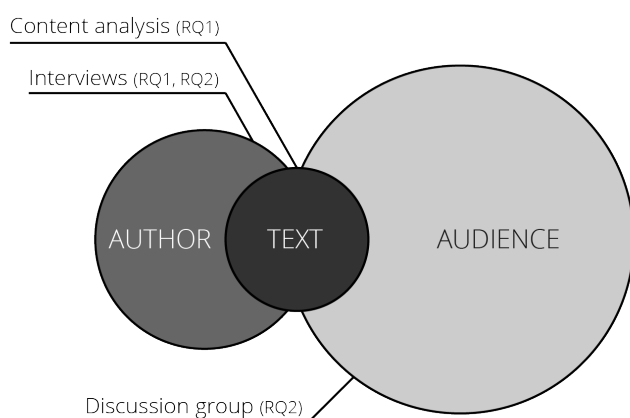 Content analysis (RQ1)
Interviews (RQ1, RQ2)
AUTHOR
TEXT
AUDIENCE
Discussion group (RQ2)